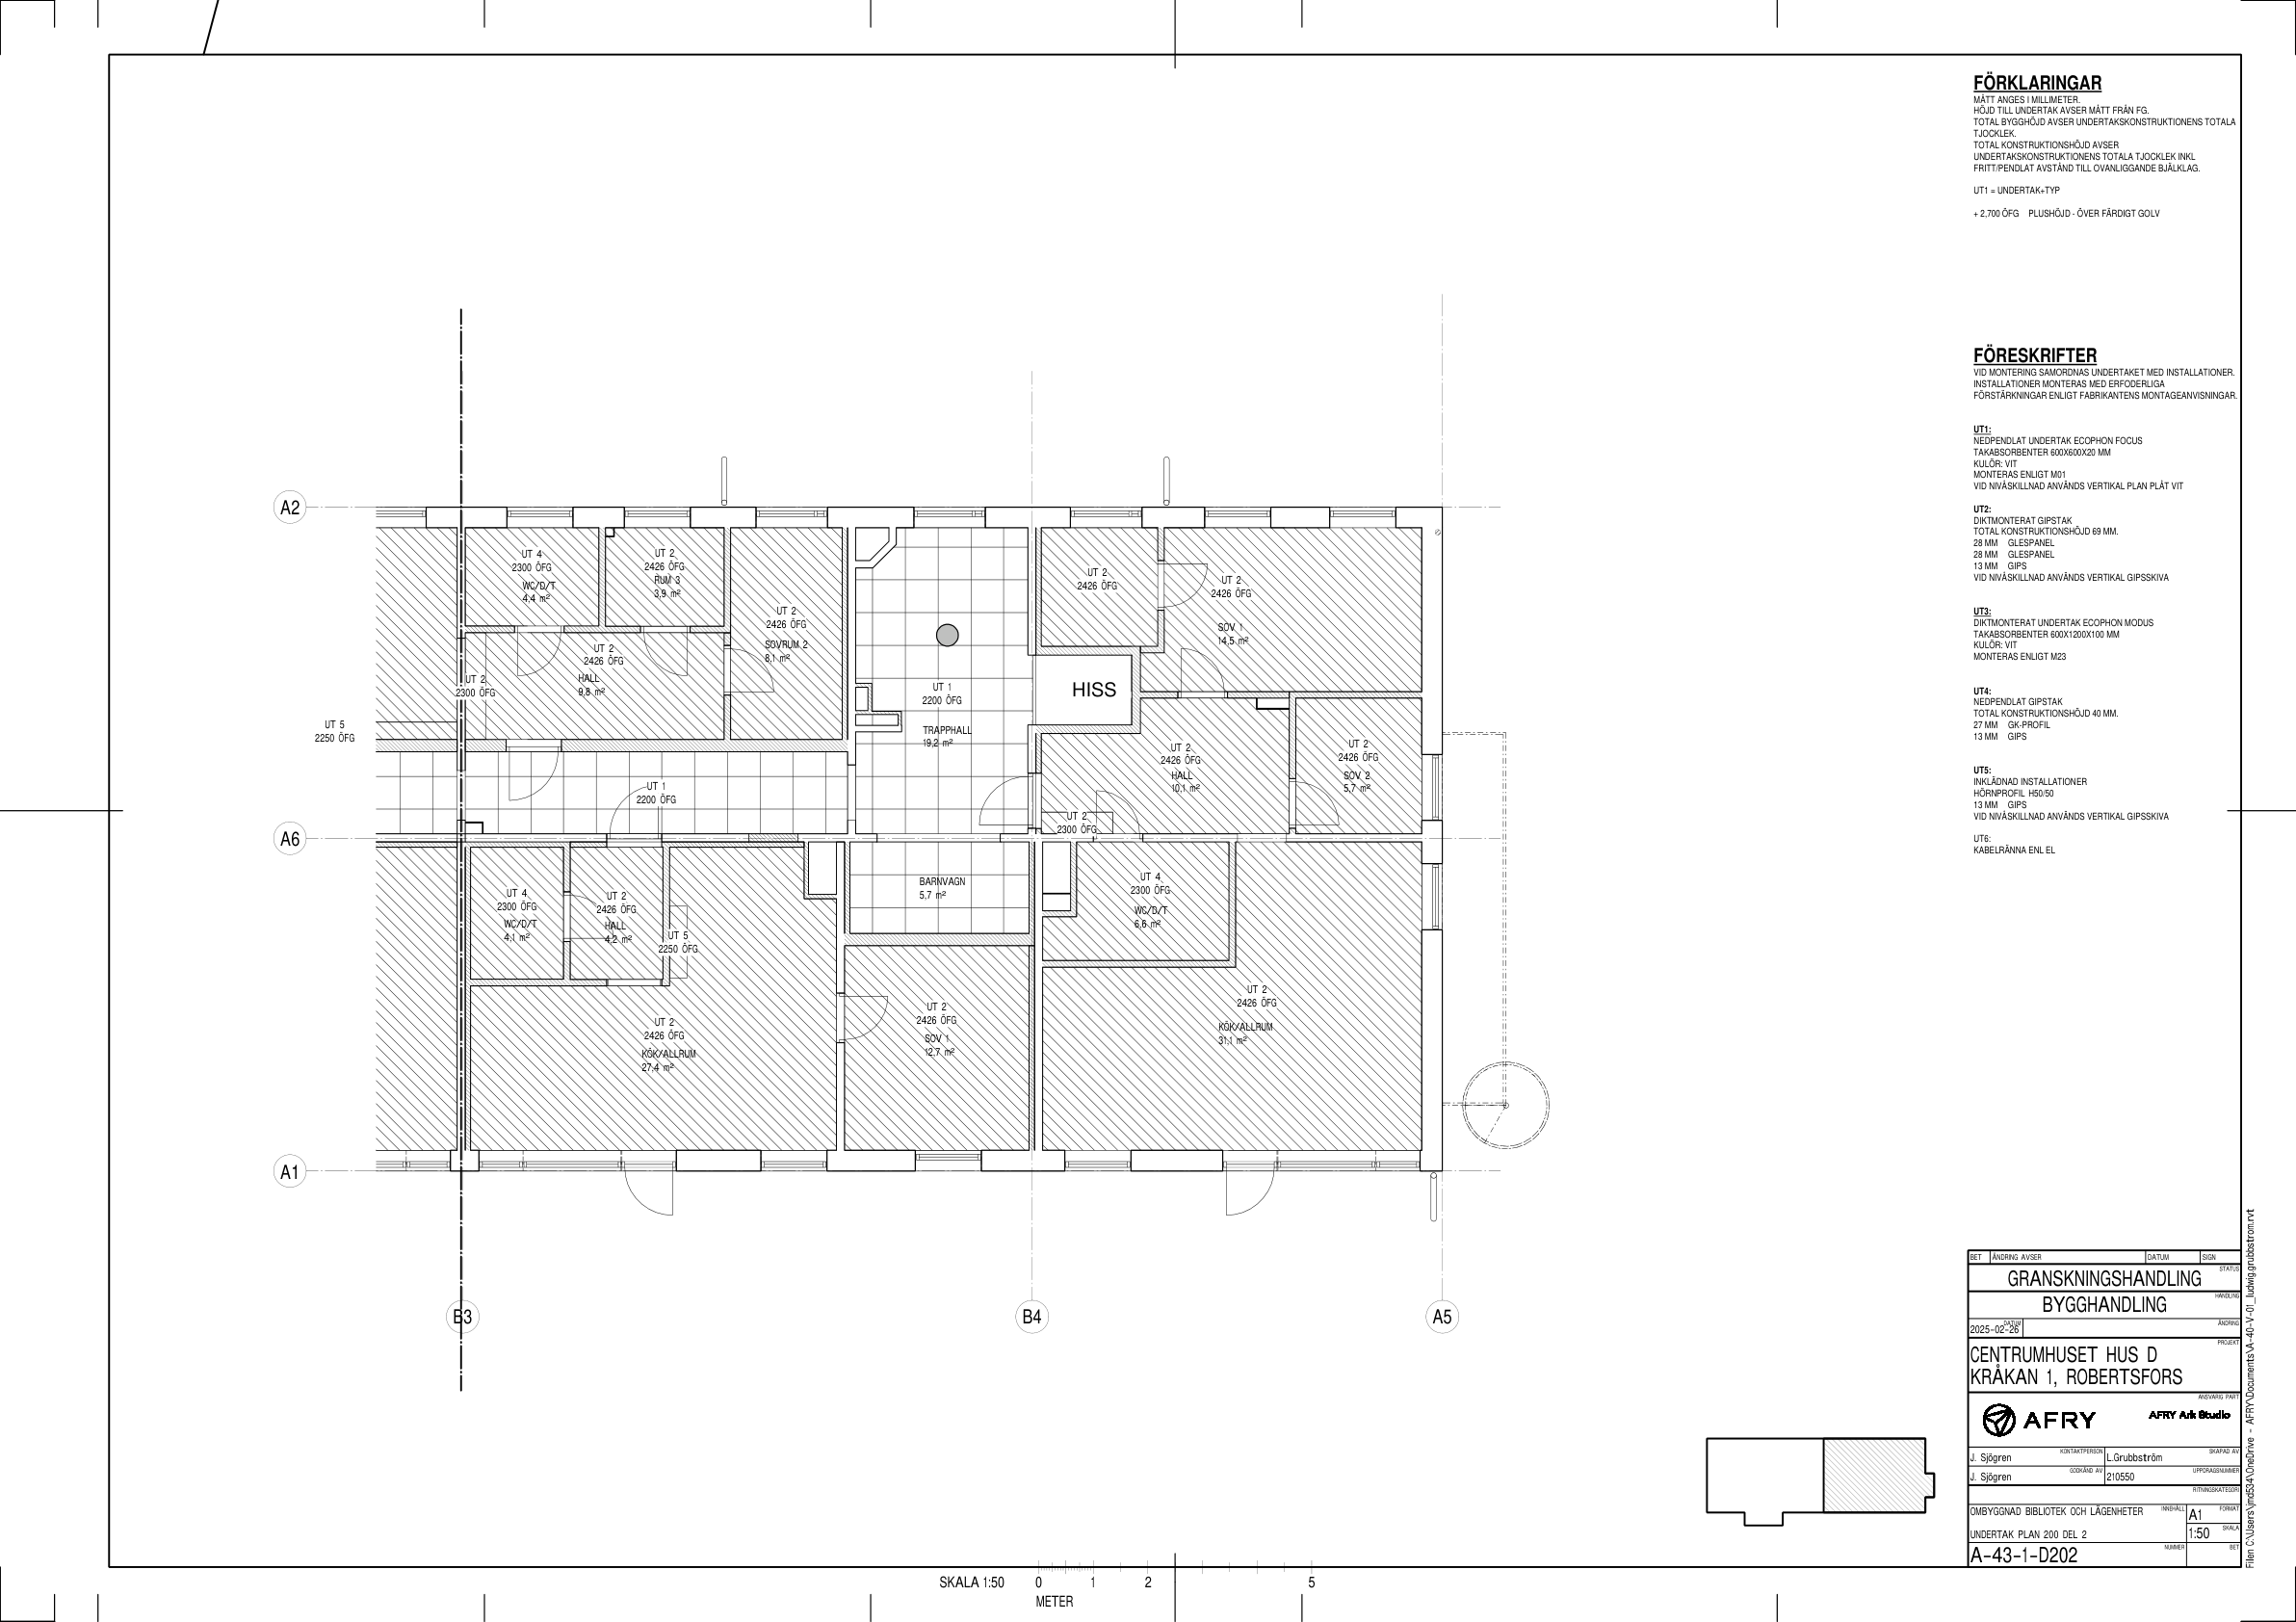 FÖRKLARINGAR
MÅTT ANGES I MILLIMETER.
HÖJD TILL UNDERTAK AVSER MÅTT FRÅN FG.
TOTAL BYGGHÖJD AVSER UNDERTAKSKONSTRUKTIONENS TOTALA
TJOCKLEK.
TOTAL KONSTRUKTIONSHÖJD AVSER
UNDERTAKSKONSTRUKTIONENS TOTALA TJOCKLEK INKL
FRITT/PENDLAT AVSTÅND TILL OVANLIGGANDE BJÄLKLAG.
UT1 = UNDERTAK+TYP
+ 2,700 ÖFG PLUSHÖJD - ÖVER FÄRDIGT GOLV
FÖRESKRIFTER
VID MONTERING SAMORDNAS UNDERTAKET MED INSTALLATIONER.
INSTALLATIONER MONTERAS MED ERFODERLIGA
FÖRSTÄRKNINGAR ENLIGT FABRIKANTENS MONTAGEANVISNINGAR.
UT1:
NEDPENDLAT UNDERTAK ECOPHON FOCUS
TAKABSORBENTER 600X600X20 MM
KULÖR: VIT
MONTERAS ENLIGT M01
VID NIVÅSKILLNAD ANVÄNDS VERTIKAL PLAN PLÅT VIT
UT2:
DIKTMONTERAT GIPSTAK
TOTAL KONSTRUKTIONSHÖJD 69 MM.
28 MM GLESPANEL
28 MM GLESPANEL
13 MM GIPS
VID NIVÅSKILLNAD ANVÄNDS VERTIKAL GIPSSKIVA
UT3:
DIKTMONTERAT UNDERTAK ECOPHON MODUS
TAKABSORBENTER 600X1200X100 MM
KULÖR: VIT
MONTERAS ENLIGT M23
UT4:
NEDPENDLAT GIPSTAK
TOTAL KONSTRUKTIONSHÖJD 40 MM.
27 MM GK-PROFIL
13 MM GIPS
UT5:
INKLÄDNAD INSTALLATIONER
HÖRNPROFIL H50/50
13 MM GIPS
VID NIVÅSKILLNAD ANVÄNDS VERTIKAL GIPSSKIVA
UT6:
KABELRÄNNA ENL EL
A2
UT 4
2300 ÖFG
WC/D/T
4,4 m²
UT 2
2426 ÖFG
RUM 3
3,9 m²
UT 2
2426 ÖFG
SOVRUM 2
8,1 m²
UT 2
2426 ÖFG
UT 2
2426 ÖFG
SOV 1
14,5 m²
UT 2
2426 ÖFG
HALL
9,8 m²
UT 2
2300 ÖFG
UT 1
2200 ÖFG
TRAPPHALL
19,2 m²
HISS
UT 5
2250 ÖFG
UT 2
2426 ÖFG
HALL
10,1 m²
UT 2
2426 ÖFG
SOV 2
5,7 m²
UT 1
2200 ÖFG
UT 2
2300 ÖFG
A6
UT 4
2300 ÖFG
WC/D/T
4,1 m²
UT 2
2426 ÖFG
HALL
4,2 m²
UT 5
2250 ÖFG
BARNVAGN
5,7 m²
UT 4
2300 ÖFG
WC/D/T
6,6 m²
UT 2
2426 ÖFG
KÖK/ALLRUM
27,4 m²
UT 2
2426 ÖFG
SOV 1
12,7 m²
UT 2
2426 ÖFG
KÖK/ALLRUM
31,1 m²
A1
B3
B4
A5
BET ÄNDRING AVSER DATUM SIGN
STATUS
GRANSKNINGSHANDLING
HANDLING
BYGGHANDLING
DATUM
2025-02-26
ÄNDRING
PROJEKT
CENTRUMHUSET HUS D
KRÅKAN 1, ROBERTSFORS
ANSVARIG PART
AFRY
AFRY Ark Studio
KONTAKTPERSON
J. Sjögren
SKAPAD AV
L.Grubbström
GODKÄND AV
J. Sjögren
UPPDRAGSNUMMER
210550
RITNINGSKATEGORI
INNEHÅLL
OMBYGGNAD BIBLIOTEK OCH LÄGENHETER
UNDERTAK PLAN 200 DEL 2
FORMAT
A1
SKALA
1:50
NUMMER
A-43-1-D202
BET
Filen C:\Users\jnd534\OneDrive - AFRY\Documents\A-40-V-01_ludwig.grubbstrom.rvt
SKALA 1:50
0 1 2 5
METER